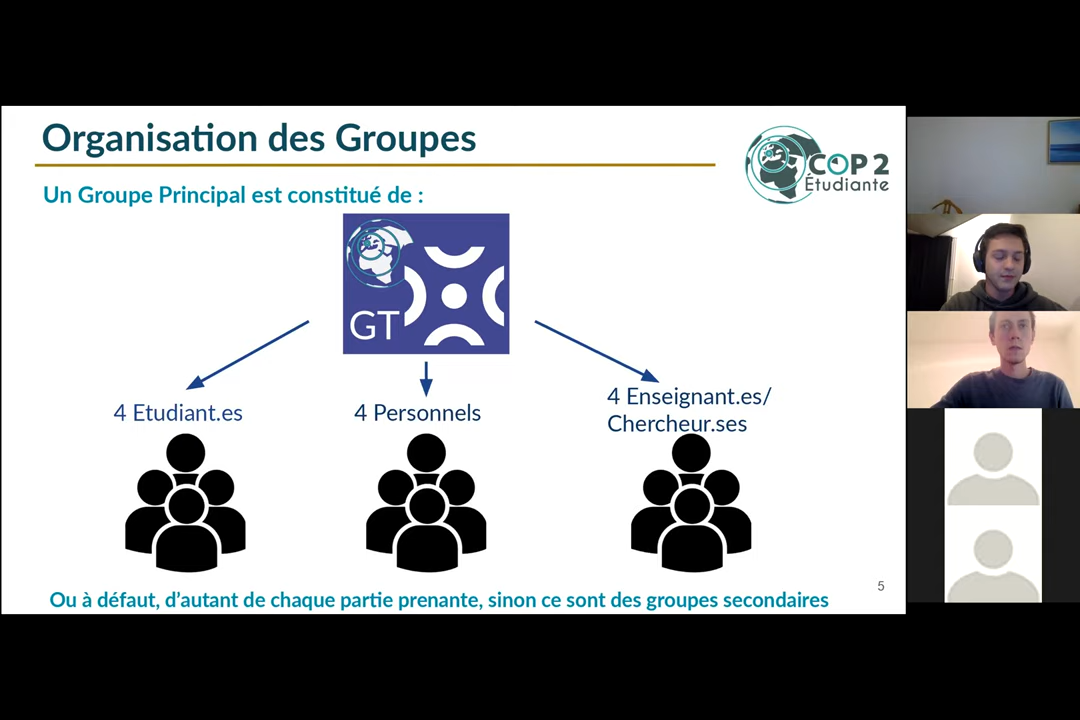 Organisation des Groupes
COP 2
Étudiante
Un Groupe Principal est constitué de :
GT
4 Etudiant.es
4 Personnels
4 Enseignant.es/
Chercheur.ses
5
Ou à défaut, d'autant de chaque partie prenante, sinon ce sont des groupes secondaires